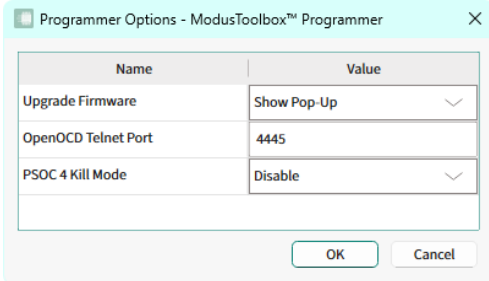 Programmer Options - ModusToolbox™ Programmer
Name Value
Upgrade Firmware Show Pop-Up
OpenOCD Telnet Port 4445
PSOC 4 Kill Mode Disable
OK Cancel